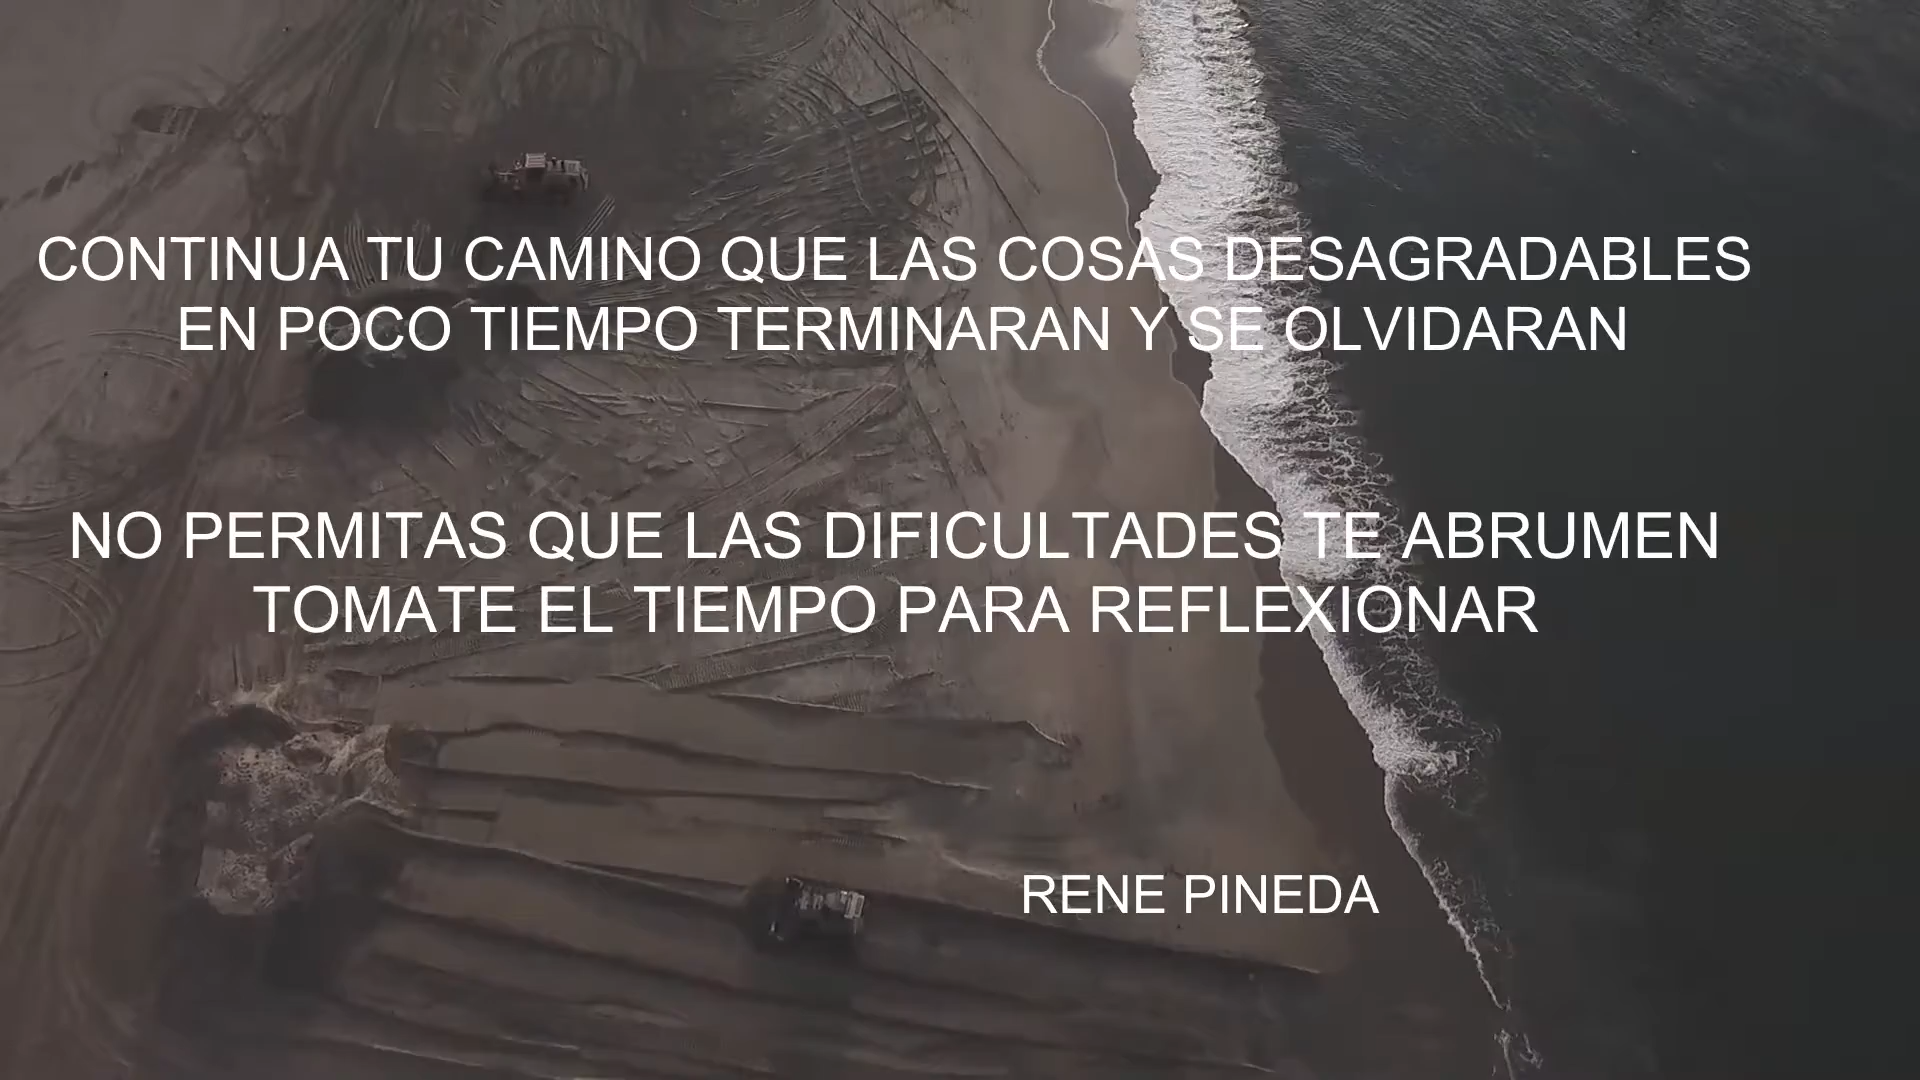 CONTINUA TU CAMINO QUE LAS COSAS DESAGRADABLES
EN POCO TIEMPO TERMINARAN Y SE OLVIDARAN
NO PERMITAS QUE LAS DIFICULTADES TE ABRUMEN
TOMATE EL TIEMPO PARA REFLEXIONAR
RENE PINEDA